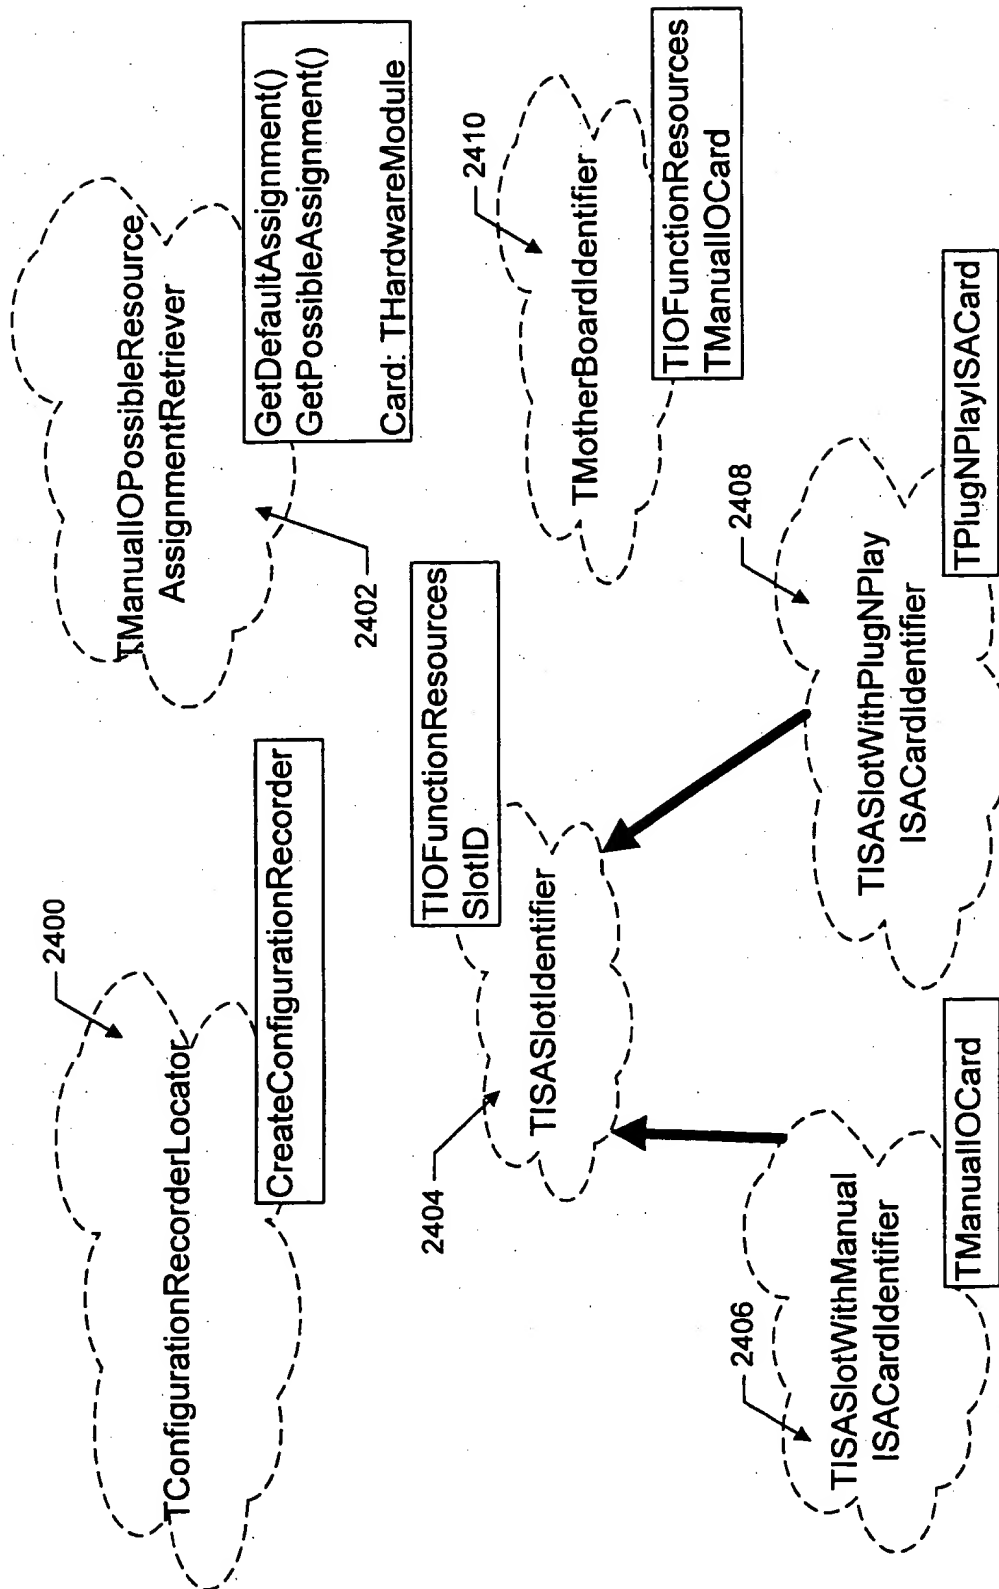 2400
TConfigurationRecorderLocator
CreateConfigurationRecorder
TManualIOPossibleResource
AssignmentRetriever
GetDefaultAssignment()
GetPossibleAssignment()
Card: THardwareModule
2402
2404
TISASlotIdentifier
TIOFunctionResources
SlotID
2410
TMotherBoardIdentifier
TIOFunctionResources
TManualIOCard
2406
TISASlotWithManual
ISACardIdentifier
TManualIOCard
2408
TISASlotWithPlugNPlay
ISACardIdentifier
TPlugNPlayISACard